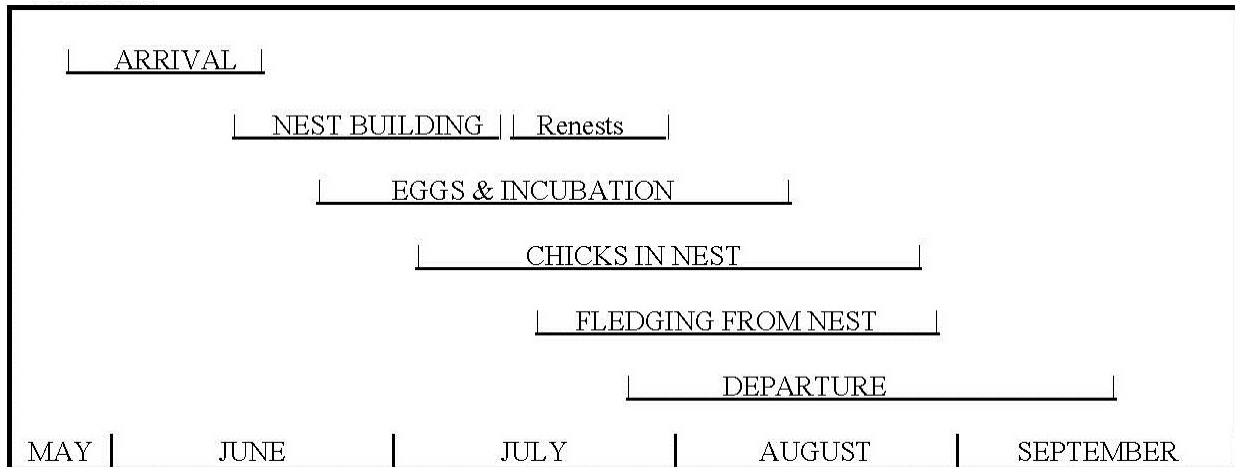 ARRIVAL
NEST BUILDING Renests
EGGS & INCUBATION
CHICKS IN NEST
FLEDGING FROM NEST
DEPARTURE
MAY JUNE JULY AUGUST SEPTEMBER